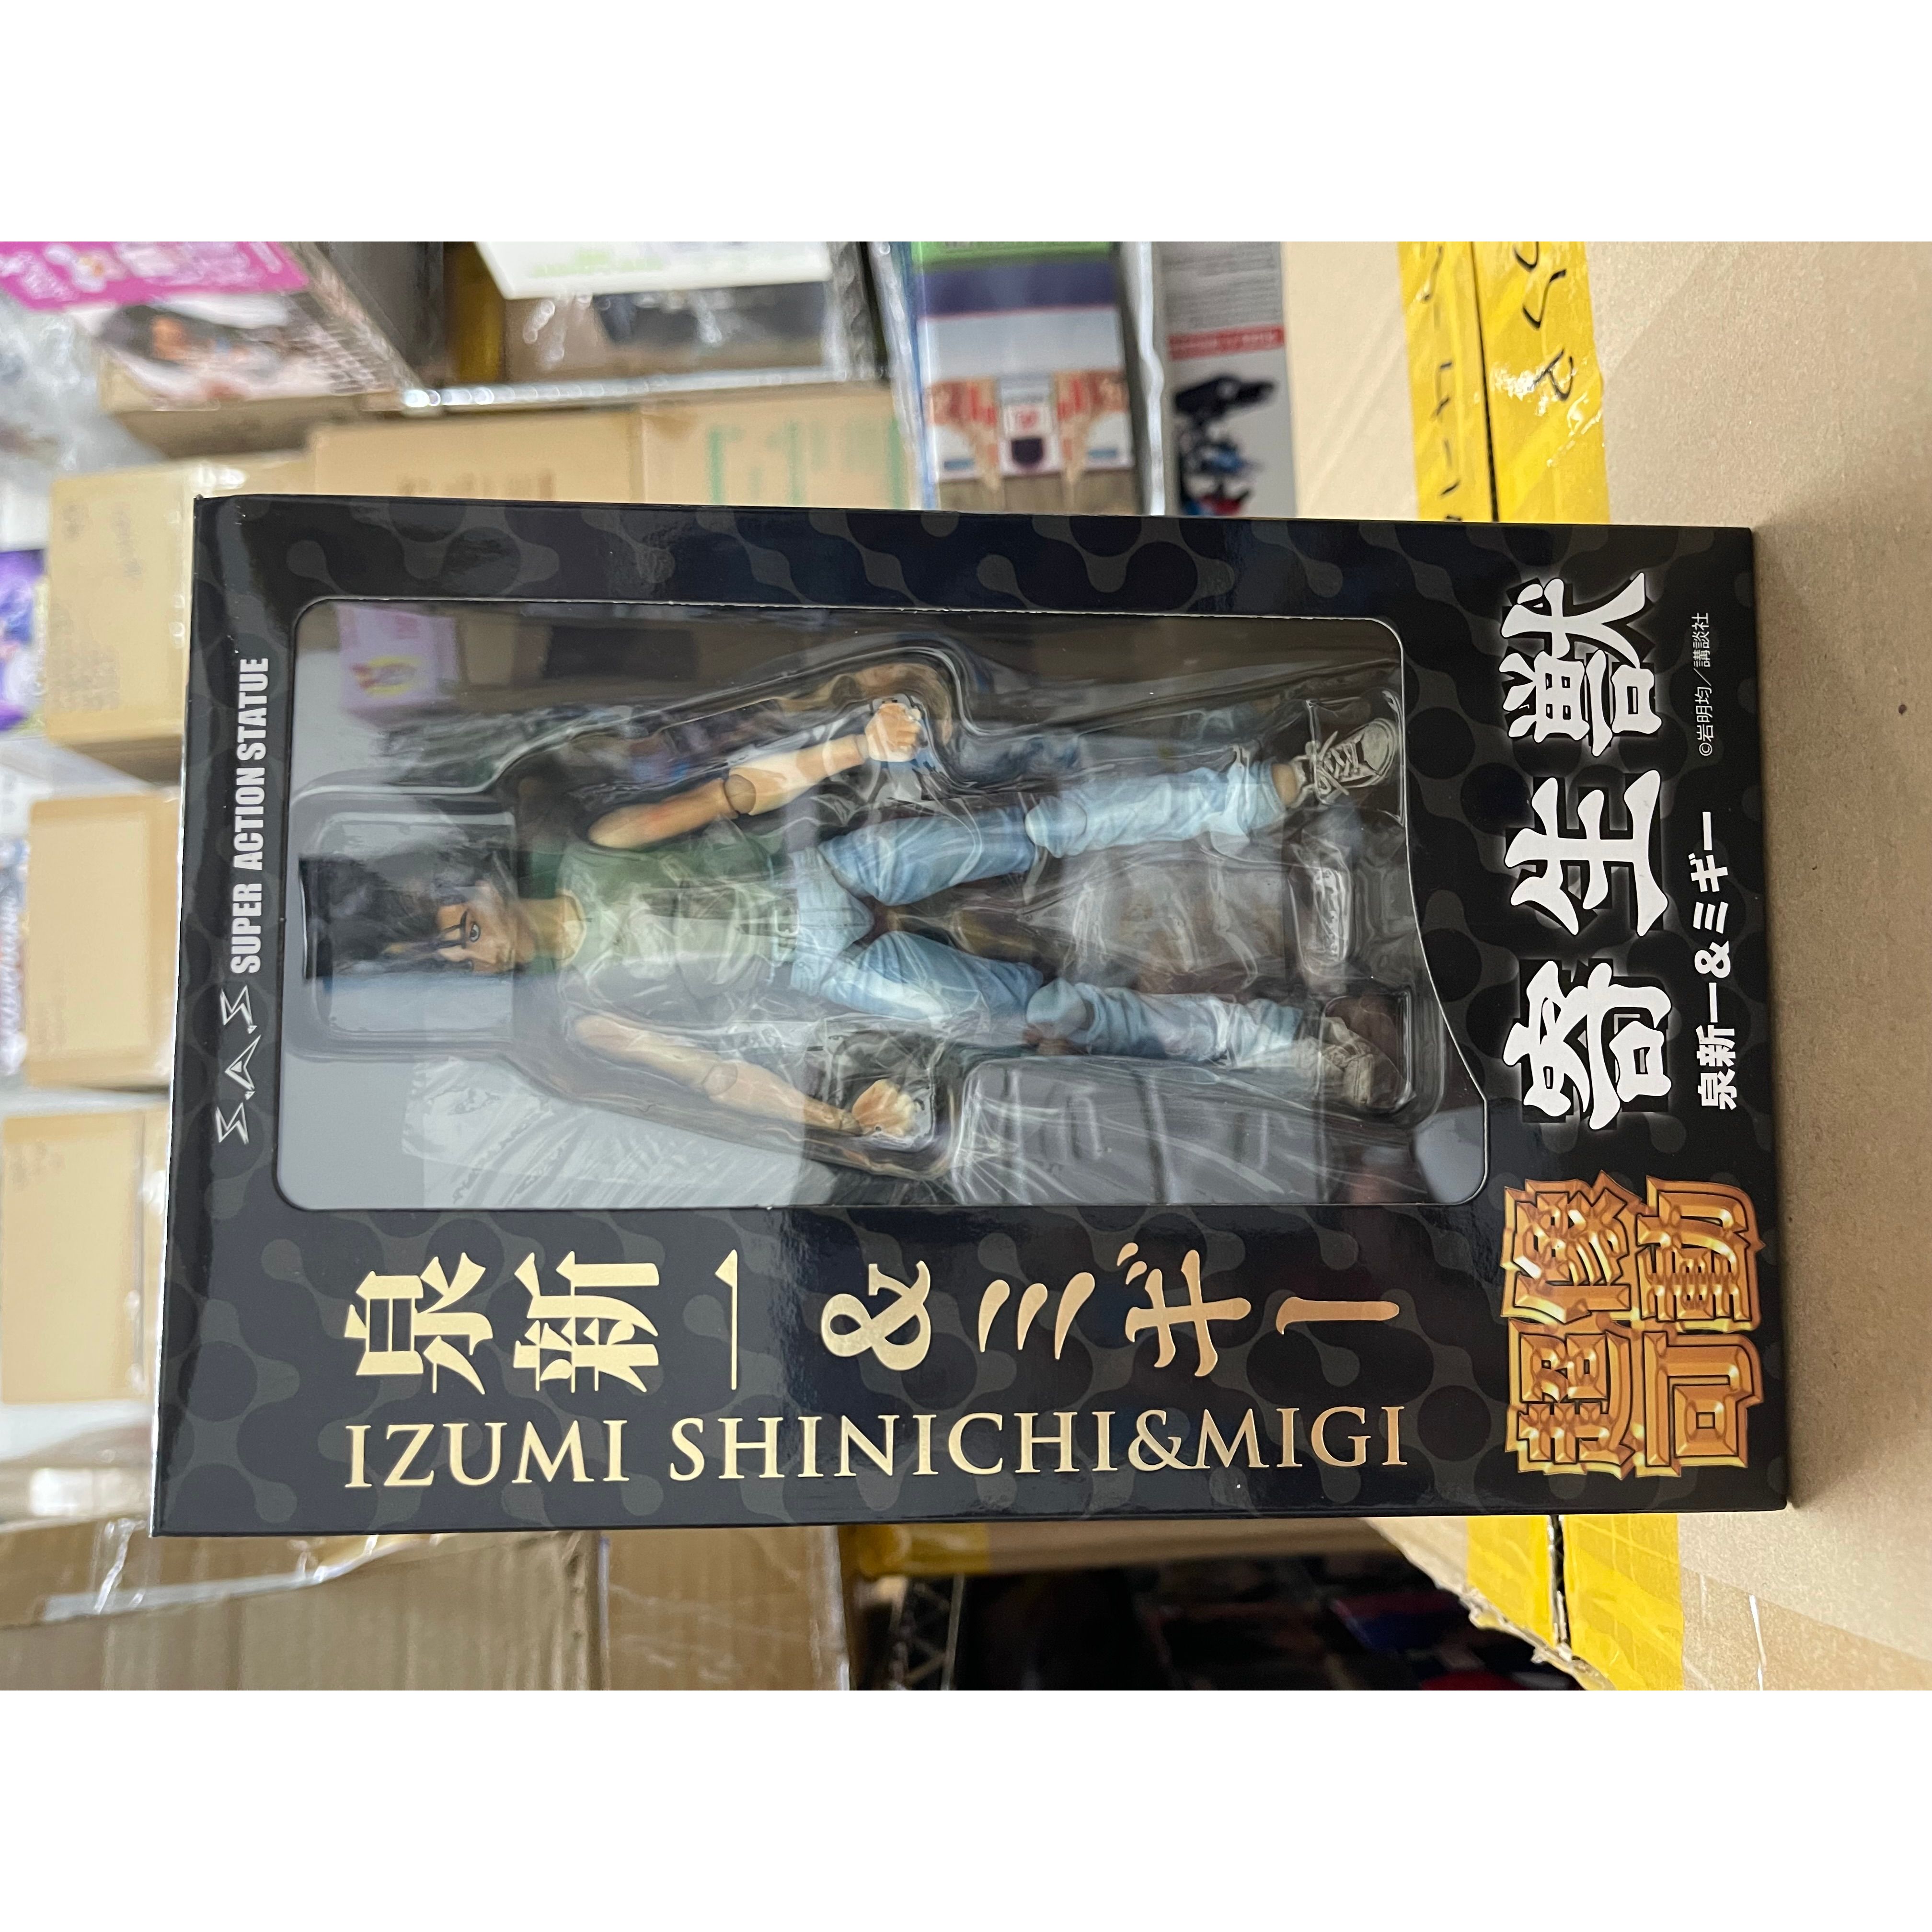 S.A.S SUPER ACTION STATUE
泉新一&ミギー
IZUMI SHINICHI&MIGI
超像
可動
寄生獣
泉新一&ミギー
©岩明均／講談社